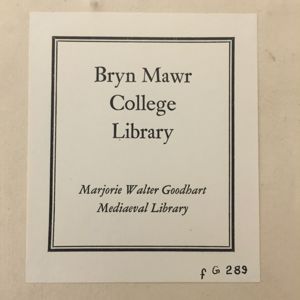 Bryn Mawr
College
Library
Marjorie Walter Goodhart
Mediaeval Library
f G 289